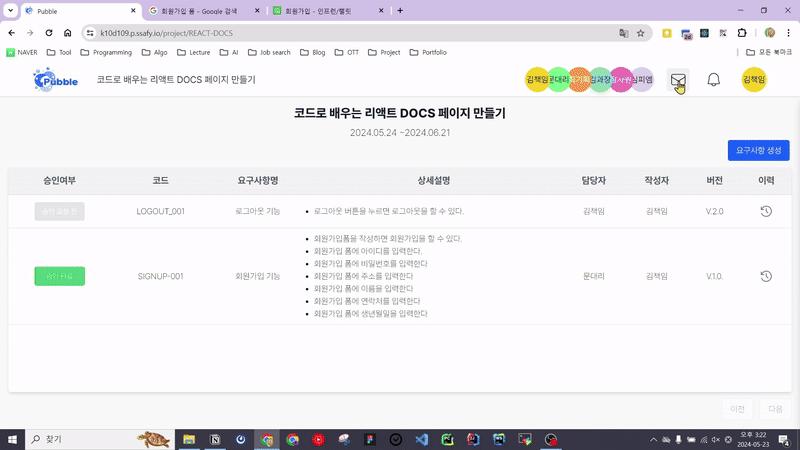 Pubble
회원가입 폼 - Google 검색
회원가입 - 인프런/랠릿
k10d109.p.ssafy.io/project/REACT-DOCS
NAVER
Tool
Programming
Algo
Lecture
AI
Job search
Blog
OTT
Project
Portfolio
모든 북마크
Pubble
코드로 배우는 리액트 DOCS 페이지 만들기
김책임
문대리
김과장
심피엠
김책임
코드로 배우는 리액트 DOCS 페이지 만들기
2024.05.24 ~2024.06.21
요구사항 생성
승인여부 코드 요구사항명 상세설명 담당자 작성자 버전 이력
LOGOUT_001 로그아웃 기능 로그아웃 버튼을 누르면 로그아웃을 할 수 있다. 김책임 김책임 V.2.0
회원가입폼을 작성하면 회원가입을 할 수 있다.
회원가입 폼에 아이디를 입력한다.
회원가입 폼에 비밀번호를 입력한다
승인 완료 SIGNUP-001 회원가입 기능 회원가입 폼에 주소를 입력한다 문대리 김책임 V.1.0.
회원가입 폼에 이름을 입력한다
회원가입 폼에 연락처를 입력한다
회원가입 폼에 생년월일을 입력한다
이전 다음
찾기
오후 3:22
2024-05-23